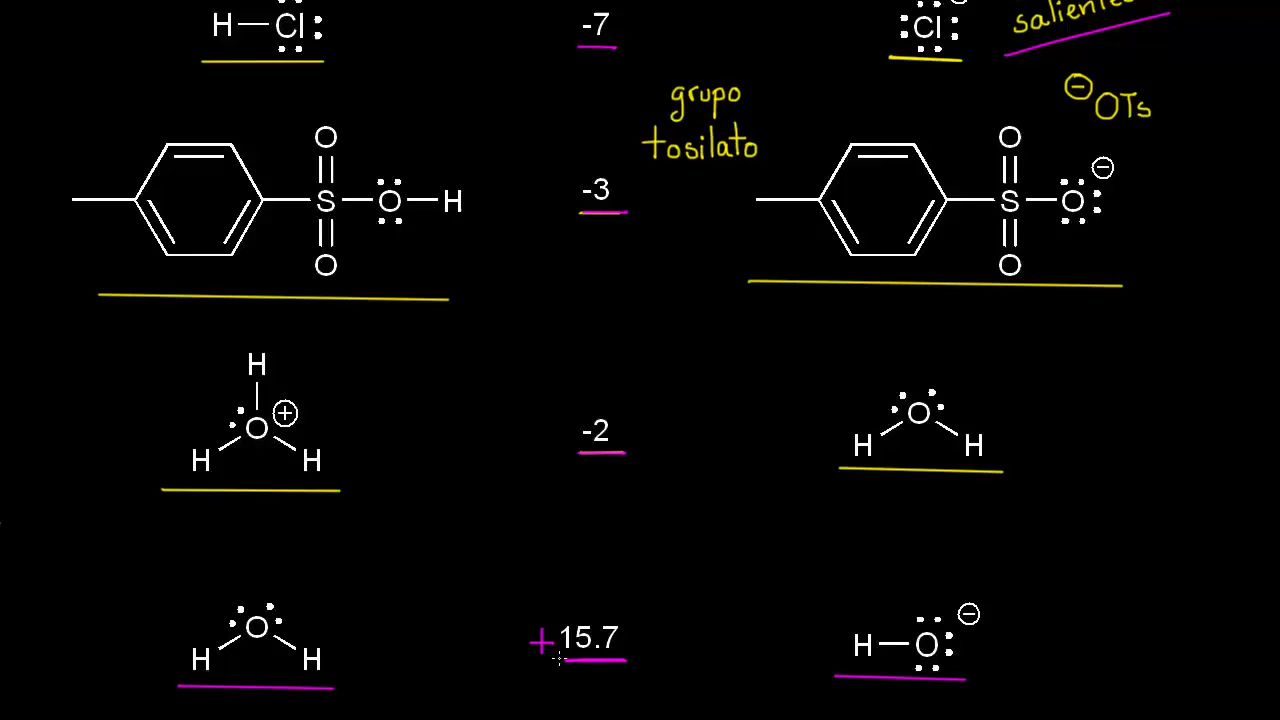 H—Cl -7 Cl salientes
grupo tosilato ⊖OTs
O O
S O—H -3 S O ⊖
O O
H
O ⊕ -2 O
H H H H
O +15.7 H—O ⊖
H H